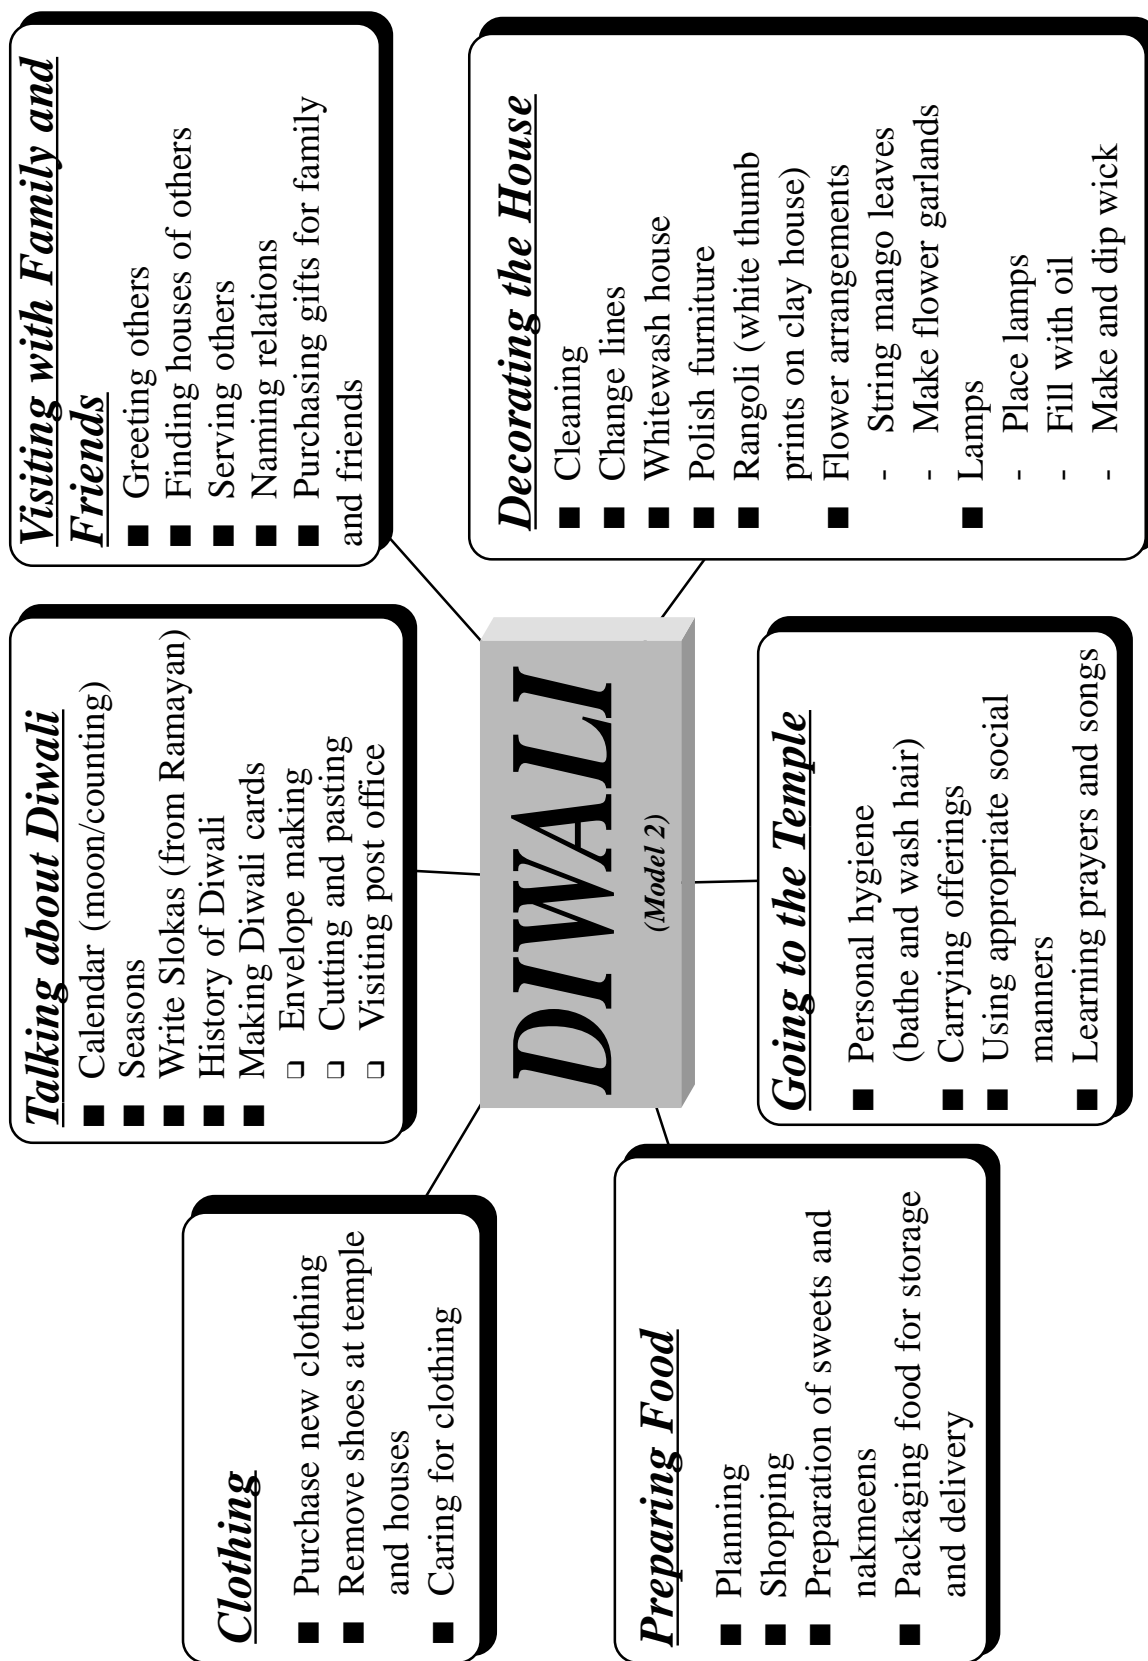 Clothing
■ Purchase new clothing
■ Remove shoes at temple
and houses
■ Caring for clothing
Talking about Diwali
■ Calendar (moon/counting)
■ Seasons
■ Write Slokas (from Ramayan)
■ History of Diwali
■ Making Diwali cards
❑ Envelope making
❑ Cutting and pasting
❑ Visiting post office
Visiting with Family and
Friends
■ Greeting others
■ Finding houses of others
■ Serving others
■ Naming relations
■ Purchasing gifts for family
and friends
DIWALI
(Model 2)
Preparing Food
■ Planning
■ Shopping
■ Preparation of sweets and
nakmeens
■ Packaging food for storage
and delivery
Going to the Temple
■ Personal hygiene
(bathe and wash hair)
■ Carrying offerings
■ Using appropriate social
manners
■ Learning prayers and songs
Decorating the House
■ Cleaning
■ Change lines
■ Whitewash house
■ Polish furniture
■ Rangoli (white thumb
prints on clay house)
■ Flower arrangements
- String mango leaves
- Make flower garlands
■ Lamps
- Place lamps
- Fill with oil
- Make and dip wick